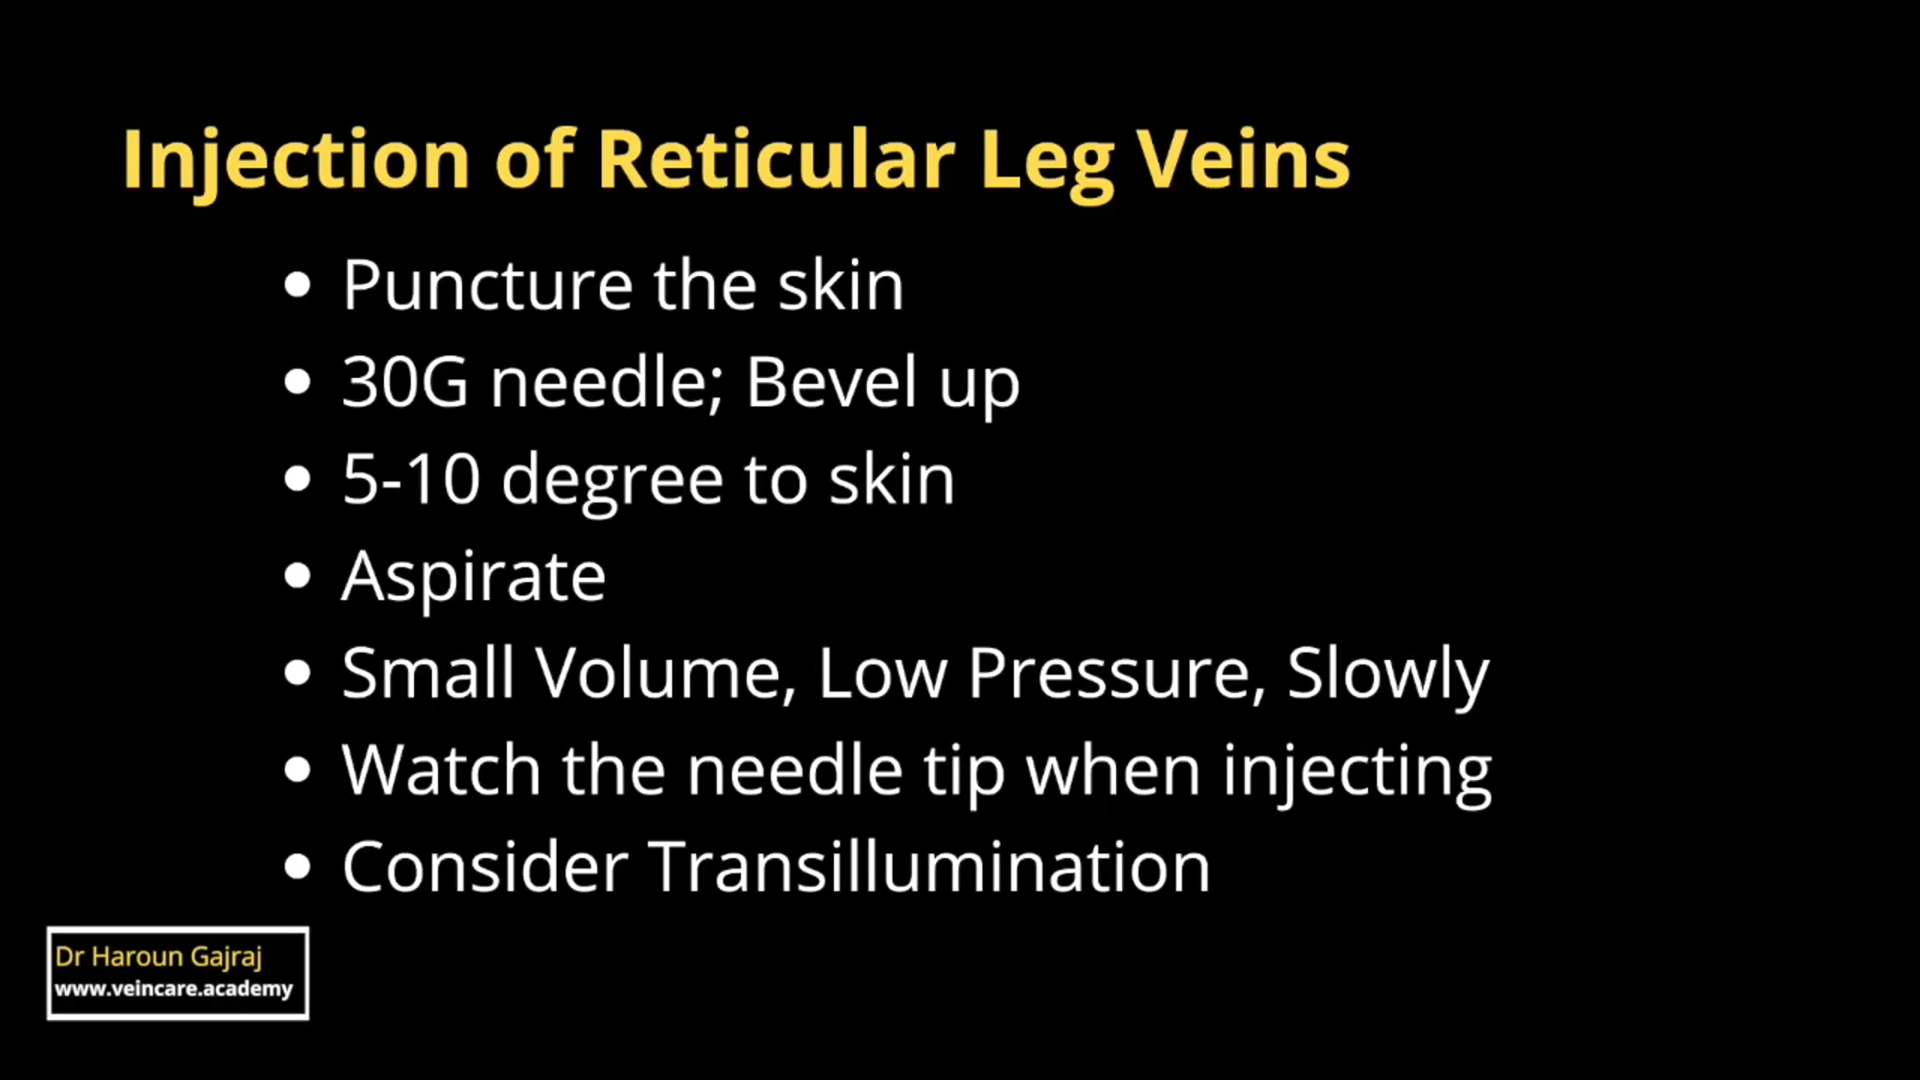 Injection of Reticular Leg Veins
• Puncture the skin
• 30G needle; Bevel up
• 5-10 degree to skin
• Aspirate
• Small Volume, Low Pressure, Slowly
• Watch the needle tip when injecting
• Consider Transillumination
Dr Haroun Gajraj
www.veincare.academy